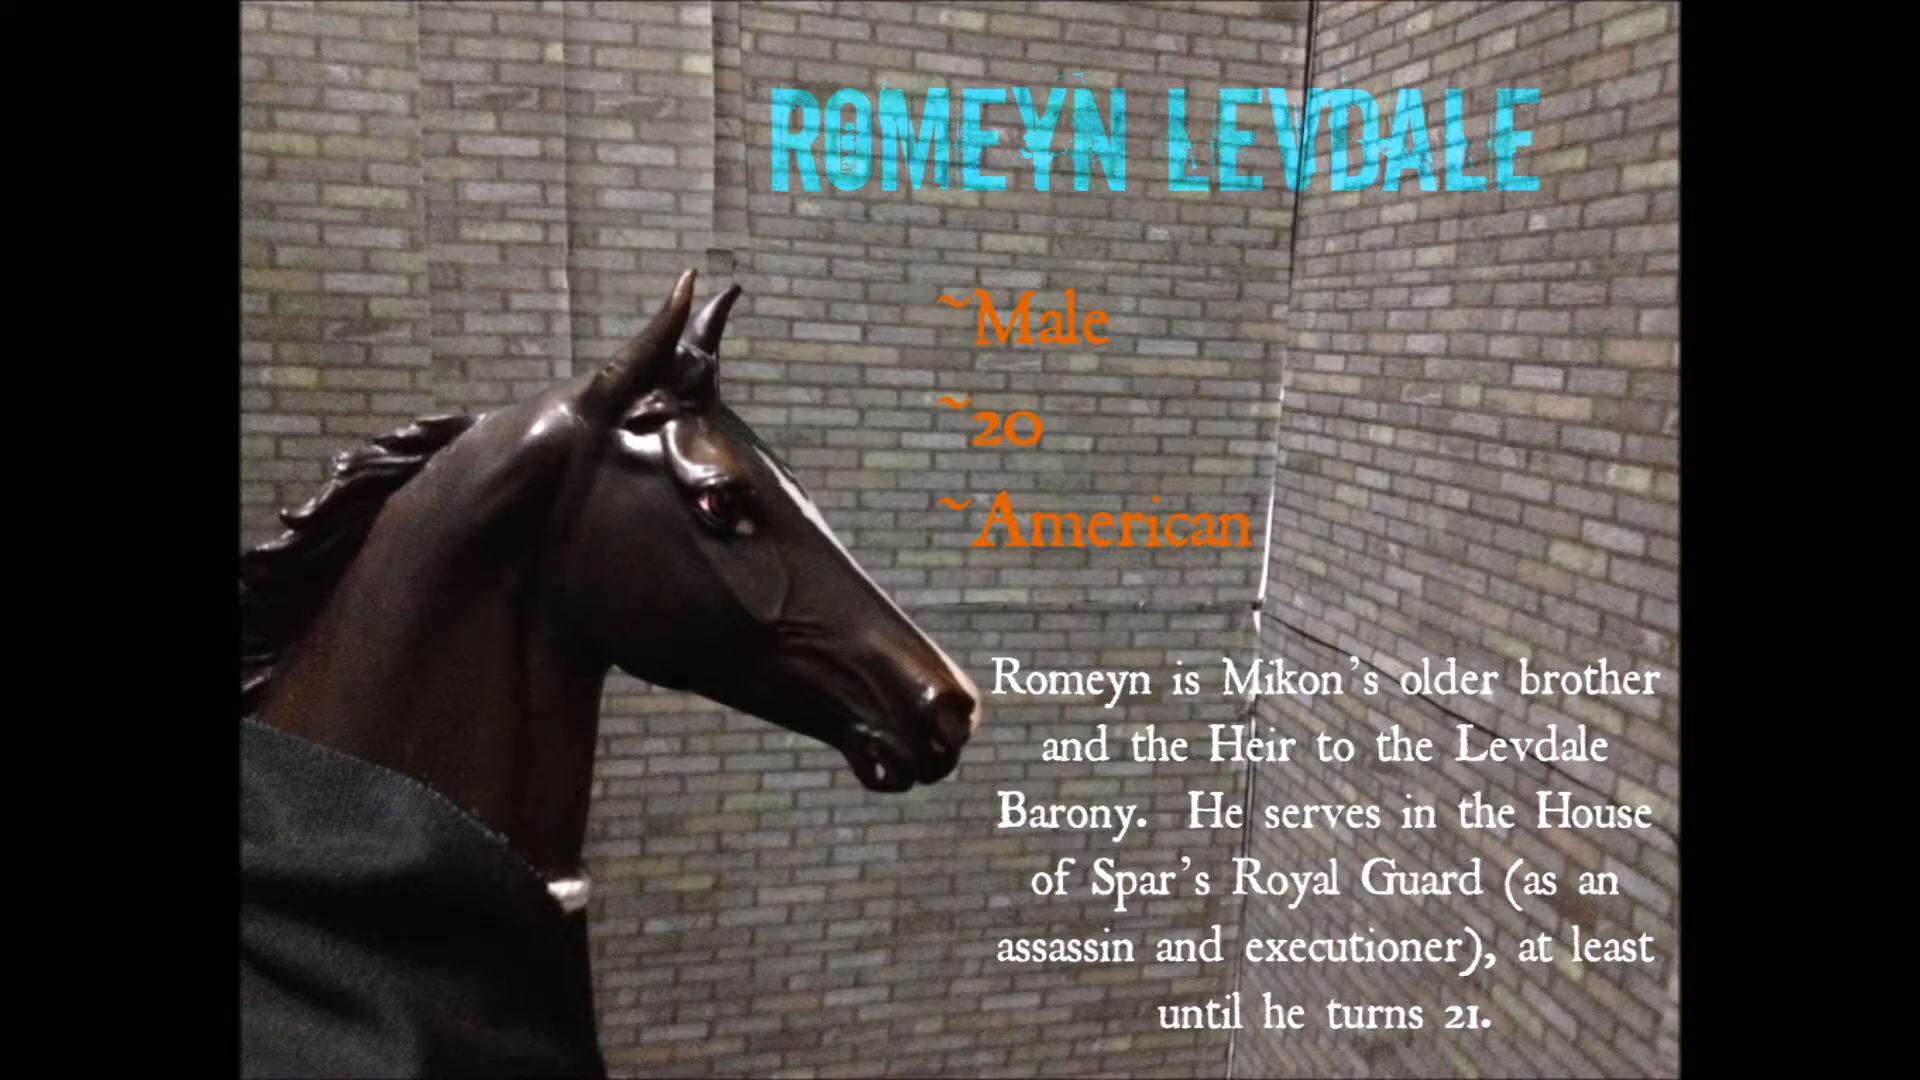 ROMEYN LEVDALE
~Male
~20
~American
Romeyn is Mikon's older brother
and the Heir to the Levdale
Barony.  He serves in the House
of Spar's Royal Guard (as an
assassin and executioner), at least
until he turns 21.